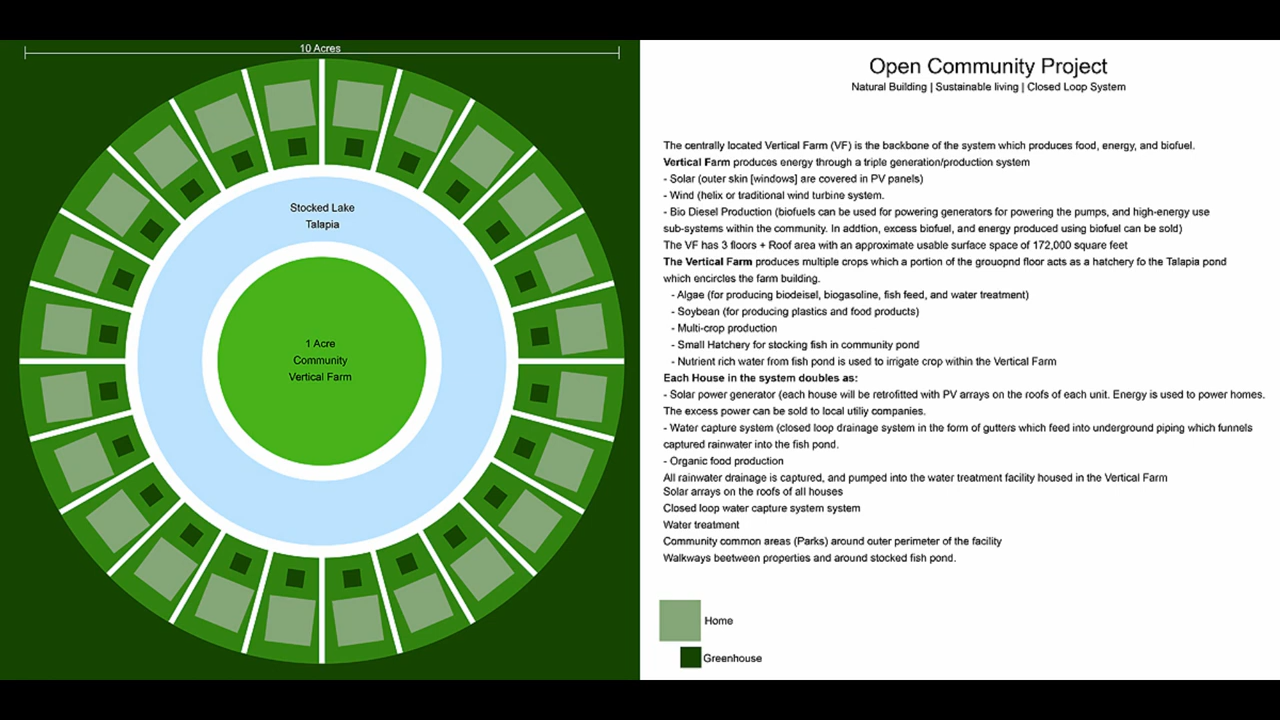 10 Acres
Stocked Lake
Talapia
1 Acre
Community
Vertical Farm
Open Community Project
Natural Building | Sustainable living | Closed Loop System
The centrally located Vertical Farm (VF) is the backbone of the system which produces food, energy, and biofuel.
Vertical Farm produces energy through a triple generation/production system
- Solar (outer skin [windows] are covered in PV panels)
- Wind (helix or traditional wind turbine system.
- Bio Diesel Production (biofuels can be used for powering generators for powering the pumps, and high-energy use
sub-systems within the community. In addtion, excess biofuel, and energy produced using biofuel can be sold)
The VF has 3 floors + Roof area with an approximate usable surface space of 172,000 square feet
The Vertical Farm produces multiple crops which a portion of the grouopnd floor acts as a hatchery fo the Talapia pond
which encircles the farm building.
- Algae (for producing biodeisel, biogasoline, fish feed, and water treatment)
- Soybean (for producing plastics and food products)
- Multi-crop production
- Small Hatchery for stocking fish in community pond
- Nutrient rich water from fish pond is used to irrigate crop within the Vertical Farm
Each House in the system doubles as:
- Solar power generator (each house will be retrofitted with PV arrays on the roofs of each unit. Energy is used to power homes.
The excess power can be sold to local utiliy companies.
- Water capture system (closed loop drainage system in the form of gutters which feed into underground piping which funnels
captured rainwater into the fish pond.
- Organic food production
All rainwater drainage is captured, and pumped into the water treatment facility housed in the Vertical Farm
Solar arrays on the roofs of all houses
Closed loop water capture system system
Water treatment
Community common areas (Parks) around outer perimeter of the facility
Walkways beetween properties and around stocked fish pond.
Home
Greenhouse